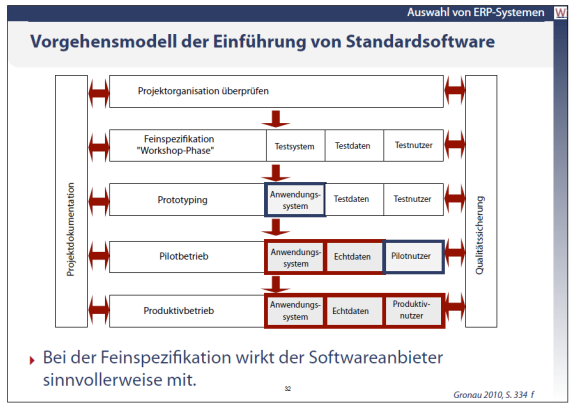 Auswahl von ERP-Systemen
W
Vorgehensmodell der Einführung von Standardsoftware
Projektdokumentation
Projektorganisation überprüfen
Feinspezifikation
"Workshop-Phase"
Testsystem
Testdaten
Testnutzer
Prototyping
Anwendungs-
system
Testdaten
Testnutzer
Pilotbetrieb
Anwendungs-
system
Echtdaten
Pilotnutzer
Produktivbetrieb
Anwendungs-
system
Echtdaten
Produktiv-
nutzer
Qualitätssicherung
Bei der Feinspezifikation wirkt der Softwareanbieter
sinnvollerweise mit.
32
Gronau 2010, S. 334 f